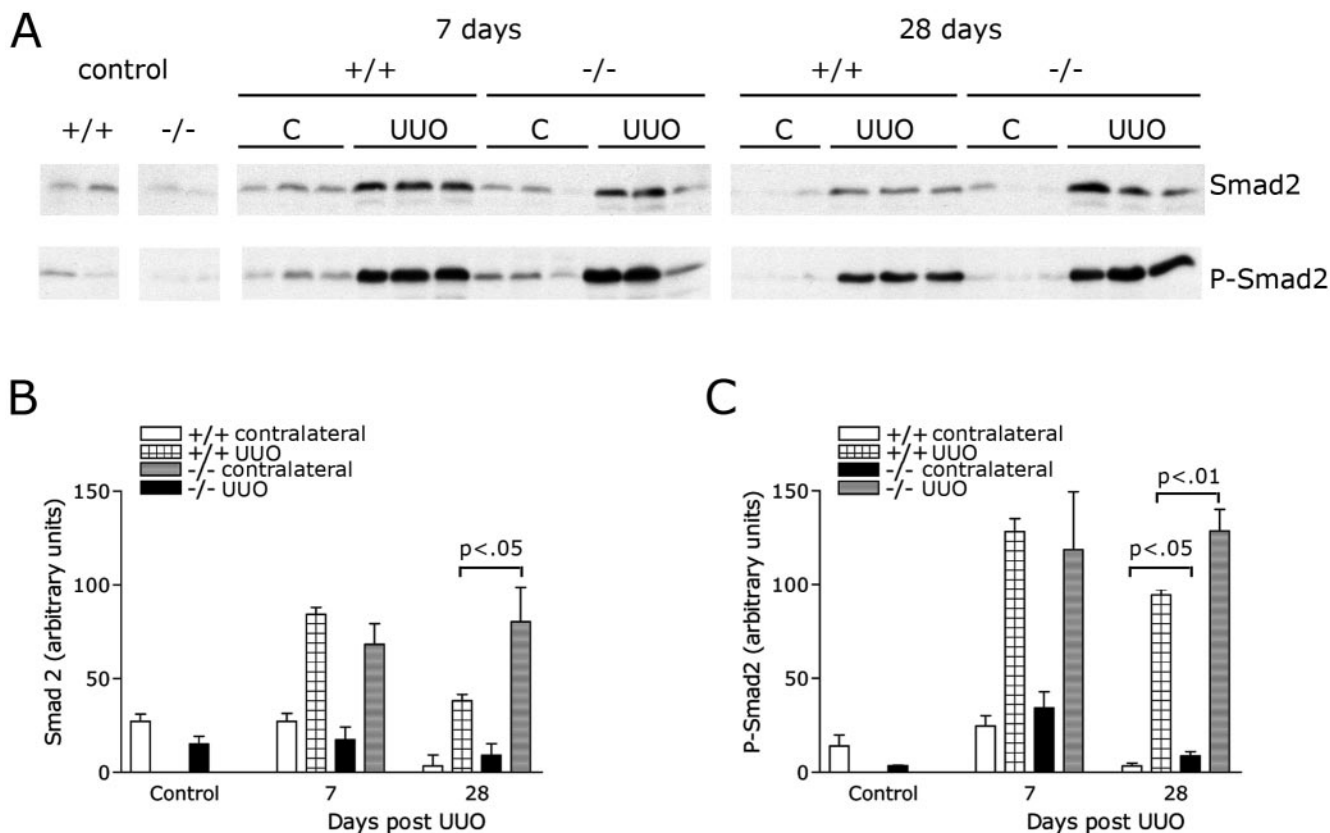 A
7 days
28 days
control
+/+
-/-
+/+
-/-
+/+
-/-
C
UUO
C
UUO
C
UUO
C
UUO
Smad2
P-Smad2
B
+/+ contralateral
+/+ UUO
-/- contralateral
-/- UUO
150
100
50
0
Smad 2 (arbitrary units)
p<.05
Control
7
28
Days post UUO
C
+/+ contralateral
+/+ UUO
-/- contralateral
-/- UUO
150
100
50
0
P-Smad2 (arbitrary units)
p<.01
p<.05
Control
7
28
Days post UUO